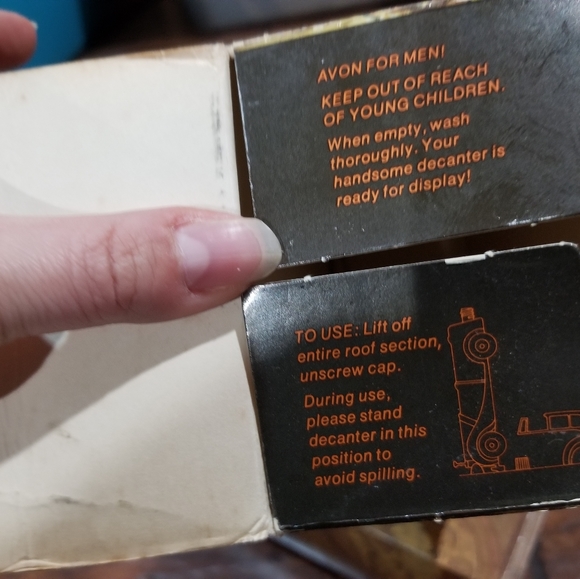 AVON FOR MEN!
KEEP OUT OF REACH
OF YOUNG CHILDREN.
When empty, wash
thoroughly. Your
handsome decanter is
ready for display!
TO USE: Lift off
entire roof section,
unscrew cap.
During use,
please stand
decanter in this
position to
avoid spilling.